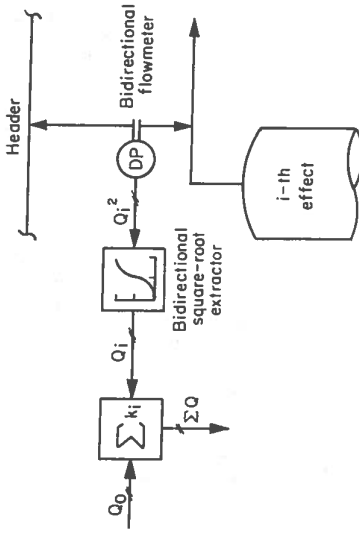 Header
Bidirectional
flowmeter
DP
Qi²
Bidirectional
square-root
extractor
Qi
Σ ki
ΣQ
Q0
i-th
effect